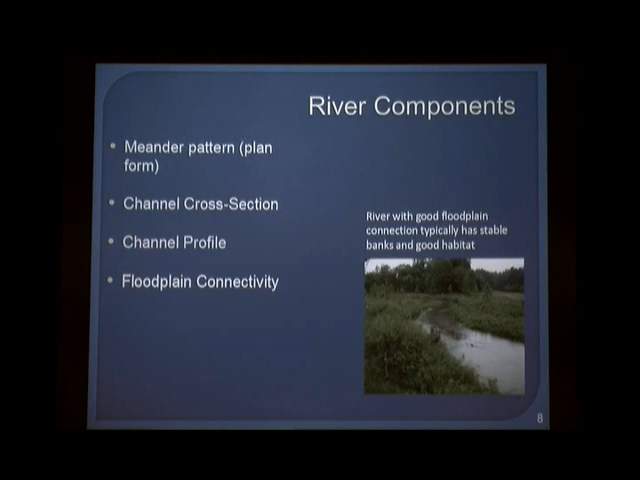 River Components
• Meander pattern (plan
form)
• Channel Cross-Section
• Channel Profile
• Floodplain Connectivity
River with good floodplain
connection typically has stable
banks and good habitat
8